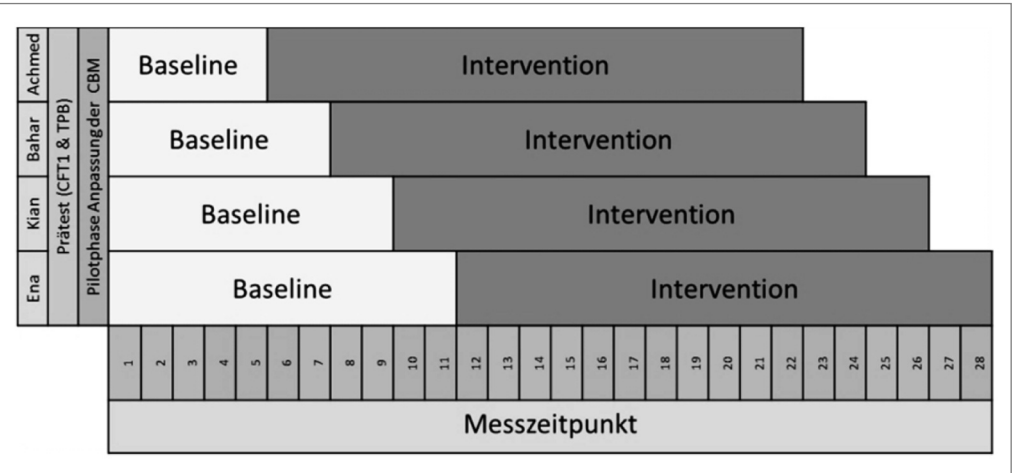 Achmed
Bahar
Kian
Ena
Prätest (CFT1 & TPB)
Pilotphase Anpassungder CBM
Baseline Intervention
Baseline Intervention
Baseline Intervention
Baseline Intervention
1 2 3 4 5 6 7 8 9 10 11 12 13 14 15 16 17 18 19 20 21 22 23 24 25 26 27 28
Messzeitpunkt